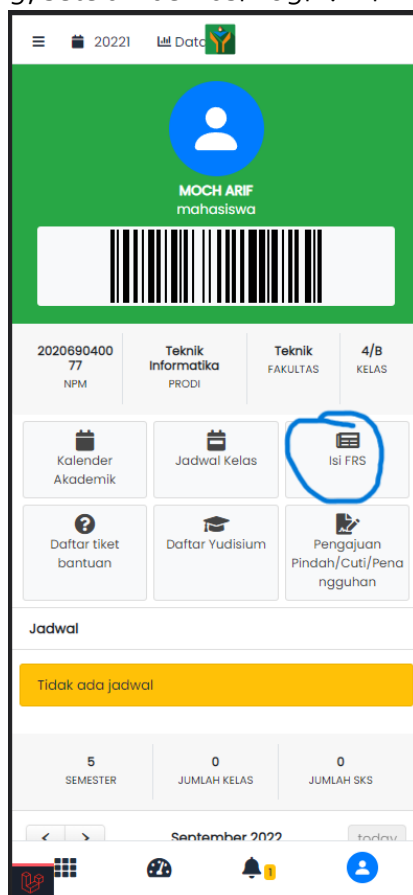 20221 Data
MOCH ARIF
mahasiswa
2020690400
77
NPM
Teknik
Informatika
PRODI
Teknik
FAKULTAS
4/B
KELAS
Kalender
Akademik
Jadwal Kelas
Isi FRS
Daftar tiket
bantuan
Daftar Yudisium
Pengajuan
Pindah/Cuti/Pena
ngguhan
Jadwal
Tidak ada jadwal
5
SEMESTER
0
JUMLAH KELAS
0
JUMLAH SKS
September 2022
today
1